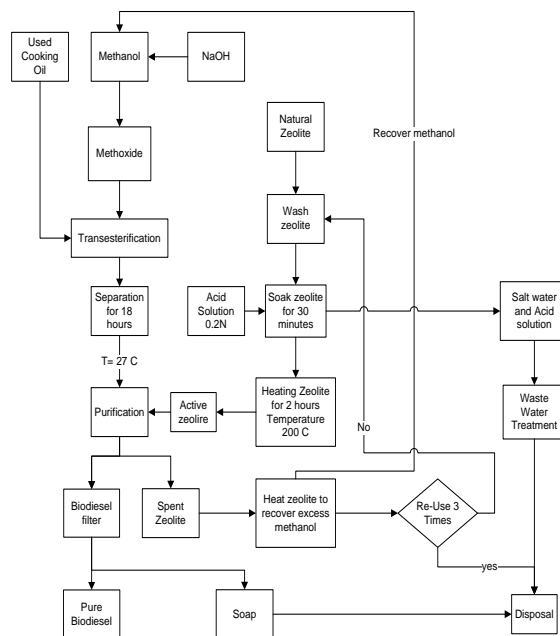 Used
Cooking
Oil
Methanol
NaOH
Natural
Zeolite
Recover methanol
Methoxide
Wash
zeolite
Transesterification
Separation
for 18
hours
Acid
Solution
0.2N
Soak zeolite
for 30
minutes
Salt water
and Acid
solution
T= 27 C
Purification
Active
zeolire
Heating Zeolite
for 2 hours
Temperature
200 C
No
Waste
Water
Treatment
Biodiesel
filter
Spent
Zeolite
Heat zeolite to
recover excess
methanol
Re-Use 3
Times
yes
Pure
Biodiesel
Soap
Disposal